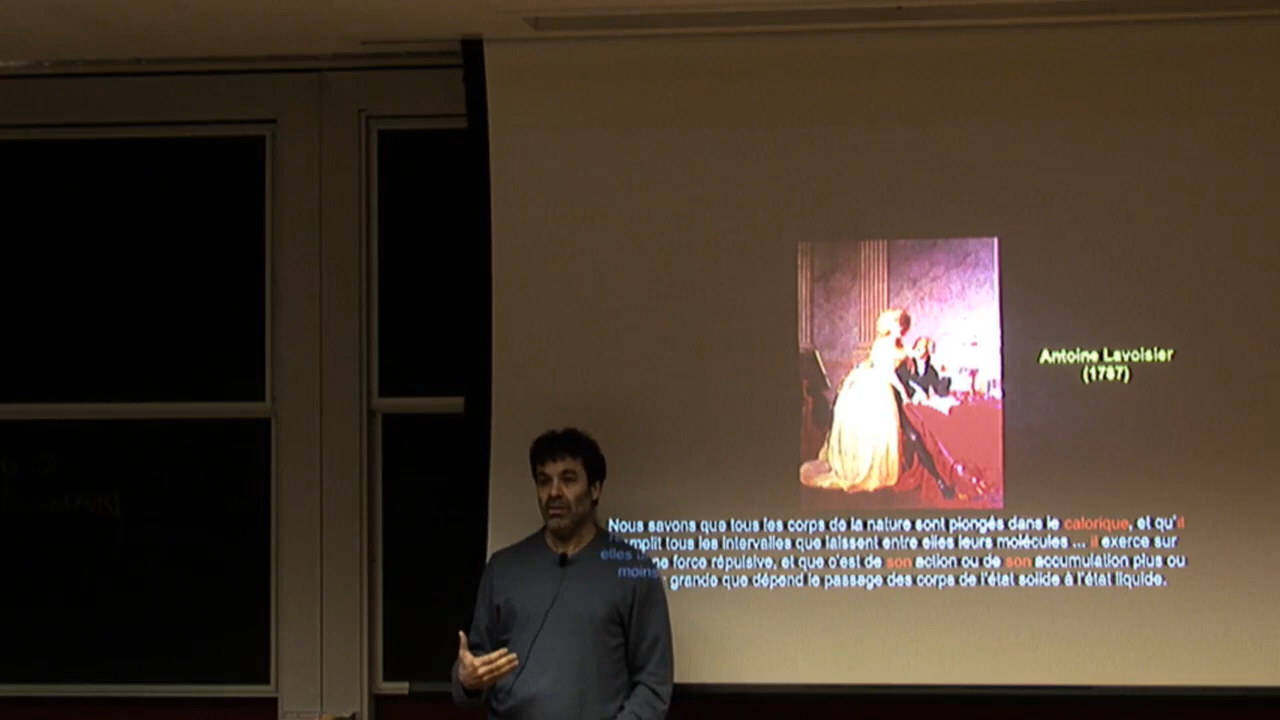 Antoine Lavoisier
(1787)
Nous savons que tous les corps de la nature sont plongés dans le calorique, et qu'il
remplit tous les intervalles que laissent entre elles leurs molécules ... il exerce sur
elles une force répulsive, et que c'est de son action ou de son accumulation plus ou
moins grande que dépend le passage des corps de l'état solide à l'état liquide.